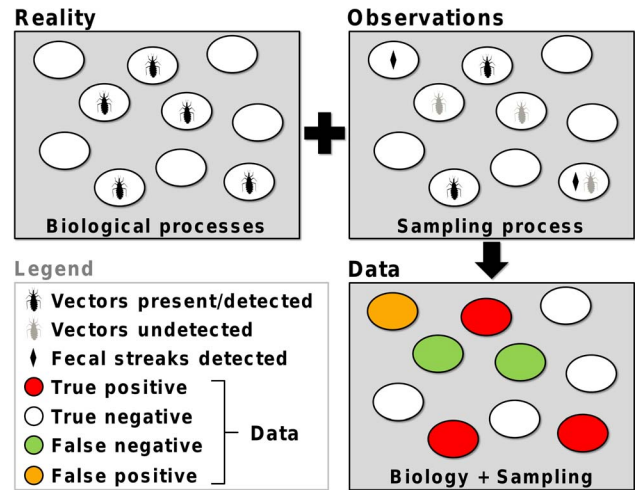 Reality
Observations
Biological processes
Sampling process
Legend
Vectors present/detected
Vectors undetected
Fecal streaks detected
True positive
True negative
False negative
False positive
Data
Data
Biology + Sampling